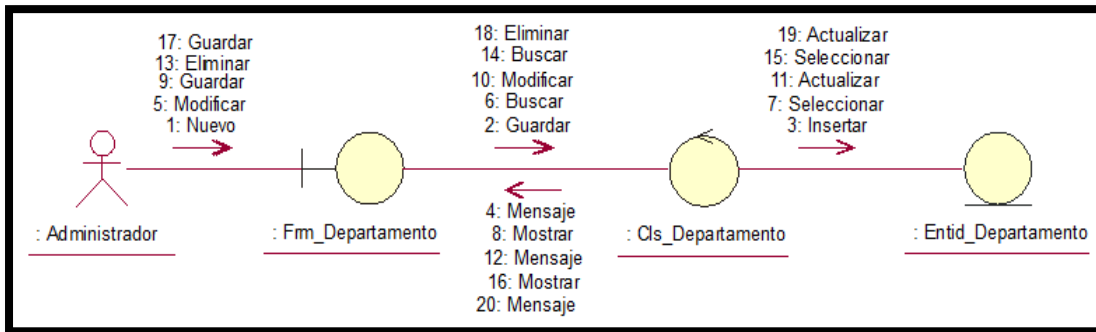 17: Guardar
13: Eliminar
9: Guardar
5: Modificar
1: Nuevo
18: Eliminar
14: Buscar
10: Modificar
6: Buscar
2: Guardar
19: Actualizar
15: Seleccionar
11: Actualizar
7: Seleccionar
3: Insertar
4: Mensaje
8: Mostrar
12: Mensaje
16: Mostrar
20: Mensaje
: Administrador
: Frm_Departamento
: Cls_Departamento
: Entid_Departamento